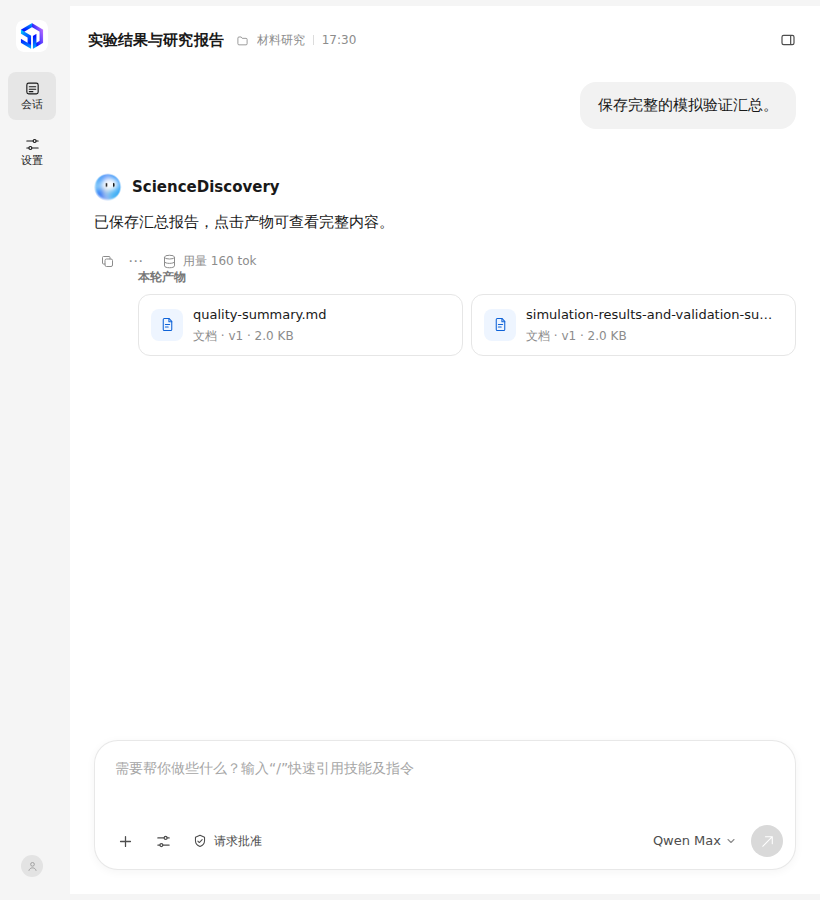 实验结果与研究报告 材料研究 17:30
会话
设置
保存完整的模拟验证汇总。
ScienceDiscovery
已保存汇总报告，点击产物可查看完整内容。
用量 160 tok
本轮产物
quality-summary.md
文档 · v1 · 2.0 KB
simulation-results-and-validation-su...
文档 · v1 · 2.0 KB
需要帮你做些什么？输入“/”快速引用技能及指令
请求批准
Qwen Max